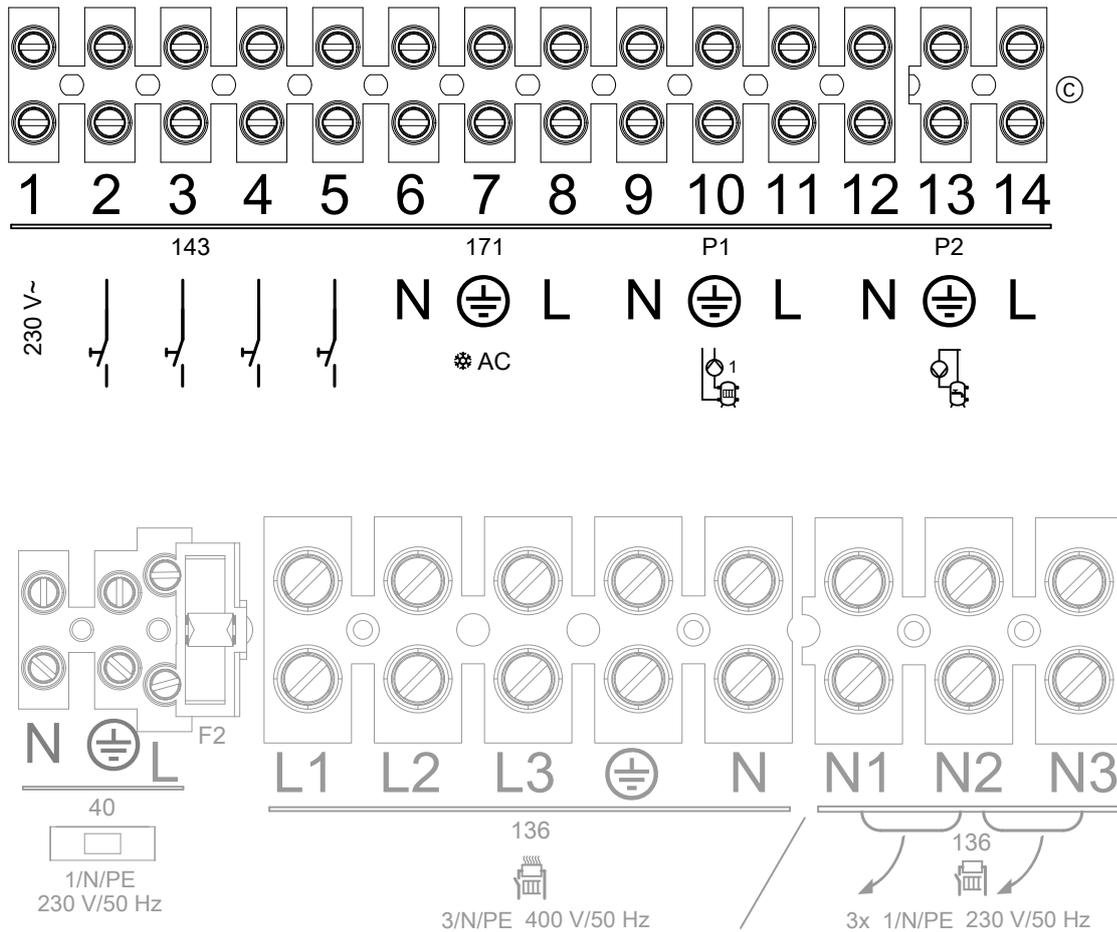 ©
1 2 3 4 5 6 7 8 9 10 11 12 13 14
143 171 P1 P2
230 V~
N L N L N L
AC
1
F2
N L
L1 L2 L3 N
N1 N2 N3
40
136
136
1/N/PE
230 V/50 Hz
3/N/PE 400 V/50 Hz
3x 1/N/PE 230 V/50 Hz